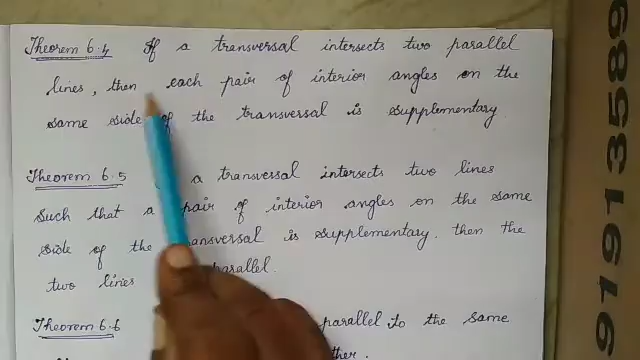 Theorem 6.4 If a transversal intersects two parallel
lines, then each pair of interior angles on the
same side of the transversal is supplementary.
Theorem 6.5 a transversal intersects two lines
such that a pair of interior angles on the same
side of the transversal is supplementary. then the
two lines parallel.
Theorem 6.6 parallel to the same
91913589